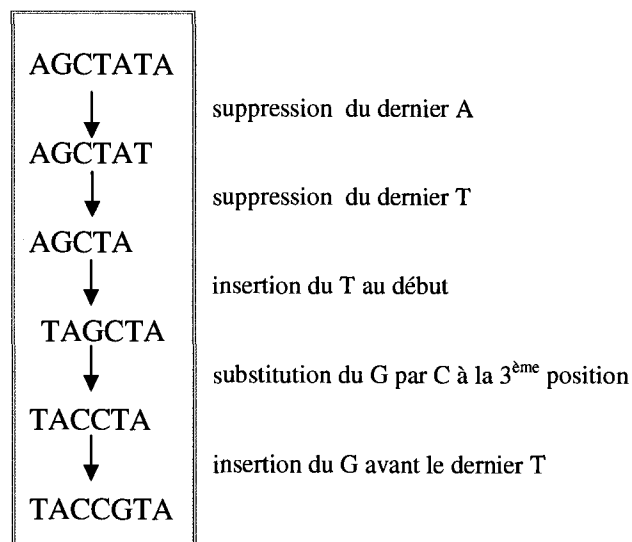 AGCTATA
suppression du dernier A
AGCTAT
suppression du dernier T
AGCTA
insertion du T au début
TAGCTA
substitution du G par C à la 3ème position
TACCTA
insertion du G avant le dernier T
TACCGTA